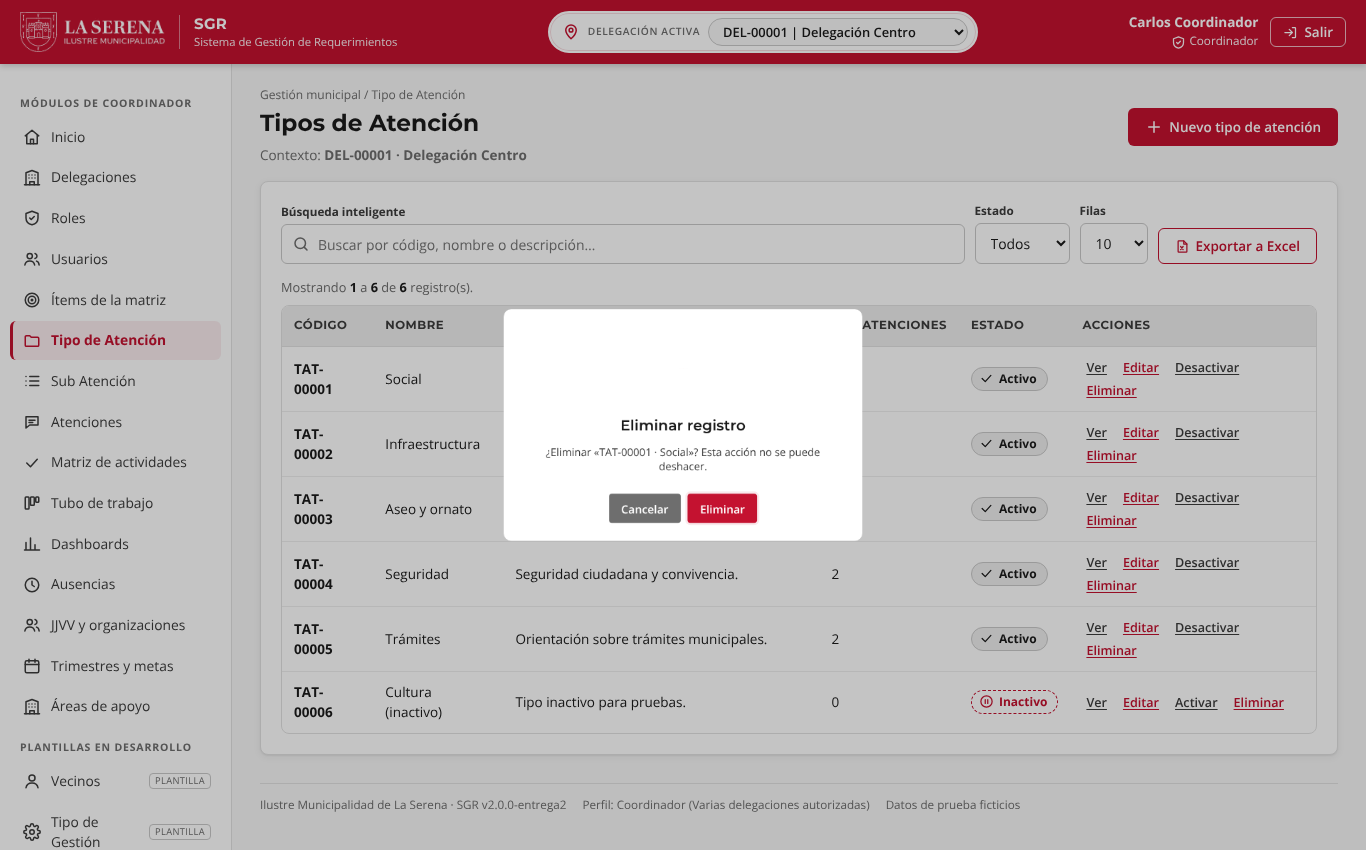 LA SERENA
ILUSTRE MUNICIPALIDAD
SGR
Sistema de Gestión de Requerimientos
DELEGACIÓN ACTIVA
DEL-00001 | Delegación Centro
Carlos Coordinador
Coordinador
Salir
MÓDULOS DE COORDINADOR
Inicio
Delegaciones
Roles
Usuarios
Ítems de la matriz
Tipo de Atención
Sub Atención
Atenciones
Matriz de actividades
Tubo de trabajo
Dashboards
Ausencias
JJVV y organizaciones
Trimestres y metas
Áreas de apoyo
PLANTILLAS EN DESARROLLO
Vecinos PLANTILLA
Tipo de
Gestión PLANTILLA
Gestión municipal / Tipo de Atención
Tipos de Atención
Contexto: DEL-00001 · Delegación Centro
Nuevo tipo de atención
Búsqueda inteligente
Buscar por código, nombre o descripción...
Estado
Todos
Filas
10
Exportar a Excel
Mostrando 1 a 6 de 6 registro(s).
CÓDIGO NOMBRE ATENCIONES ESTADO ACCIONES
TAT-
00001
Social
Activo
Ver Editar Desactivar
Eliminar
TAT-
00002
Infraestructura
Activo
Ver Editar Desactivar
Eliminar
TAT-
00003
Aseo y ornato
Activo
Ver Editar Desactivar
Eliminar
TAT-
00004
Seguridad
Seguridad ciudadana y convivencia.
2
Activo
Ver Editar Desactivar
Eliminar
TAT-
00005
Trámites
Orientación sobre trámites municipales.
2
Activo
Ver Editar Desactivar
Eliminar
TAT-
00006
Cultura
(inactivo)
Tipo inactivo para pruebas.
0
Inactivo
Ver Editar Activar Eliminar
Eliminar registro
¿Eliminar «TAT-00001 · Social»? Esta acción no se puede
deshacer.
Cancelar
Eliminar
Ilustre Municipalidad de La Serena · SGR v2.0.0-entrega2
Perfil: Coordinador (Varias delegaciones autorizadas)
Datos de prueba ficticios